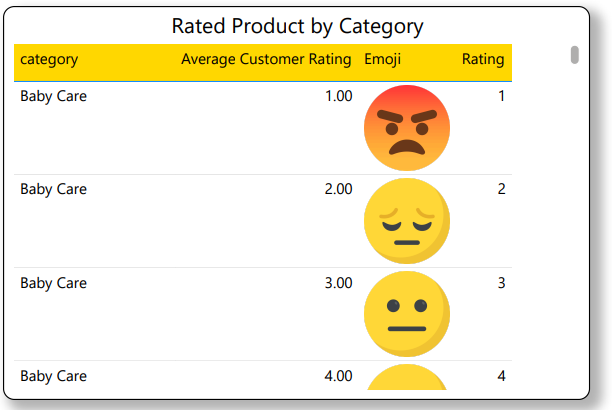 Rated Product by Category
category Average Customer Rating Emoji Rating
Baby Care 1.00 1
Baby Care 2.00 2
Baby Care 3.00 3
Baby Care 4.00 4